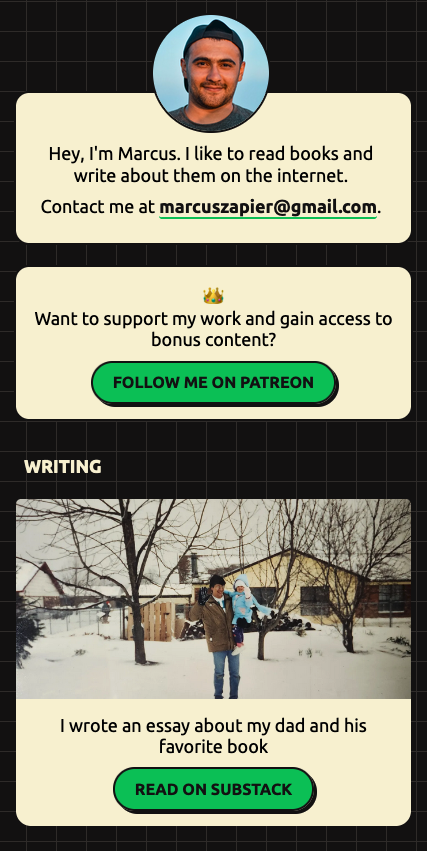 Hey, I'm Marcus. I like to read books and
write about them on the internet.
Contact me at marcuszapier@gmail.com.
👑
Want to support my work and gain access to
bonus content?
FOLLOW ME ON PATREON
WRITING
I wrote an essay about my dad and his
favorite book
READ ON SUBSTACK